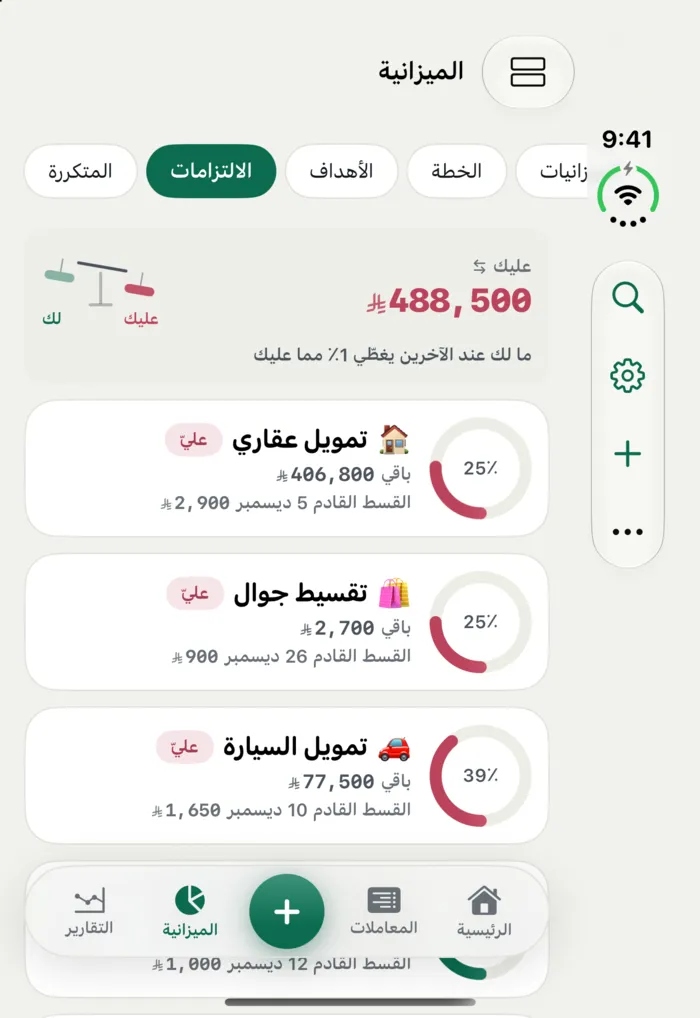 الميزانية
9:41
زانيات
الخطة
الأهداف
الالتزامات
المتكررة
عليك ⇆
488,500⃁
ما لك عند الآخرين يغطّي 1٪ مما عليك
عليك
لك
25٪
تمويل عقاري
عليّ
باقي 406,800⃁
القسط القادم 5 ديسمبر 2,900⃁
25٪
تقسيط جوال
عليّ
باقي 2,700⃁
القسط القادم 26 ديسمبر 900⃁
39٪
تمويل السيارة
عليّ
باقي 77,500⃁
القسط القادم 10 ديسمبر 1,650⃁
الرئيسية
المعاملات
الميزانية
التقارير
القسط القادم 12 ديسمبر 1,000⃁